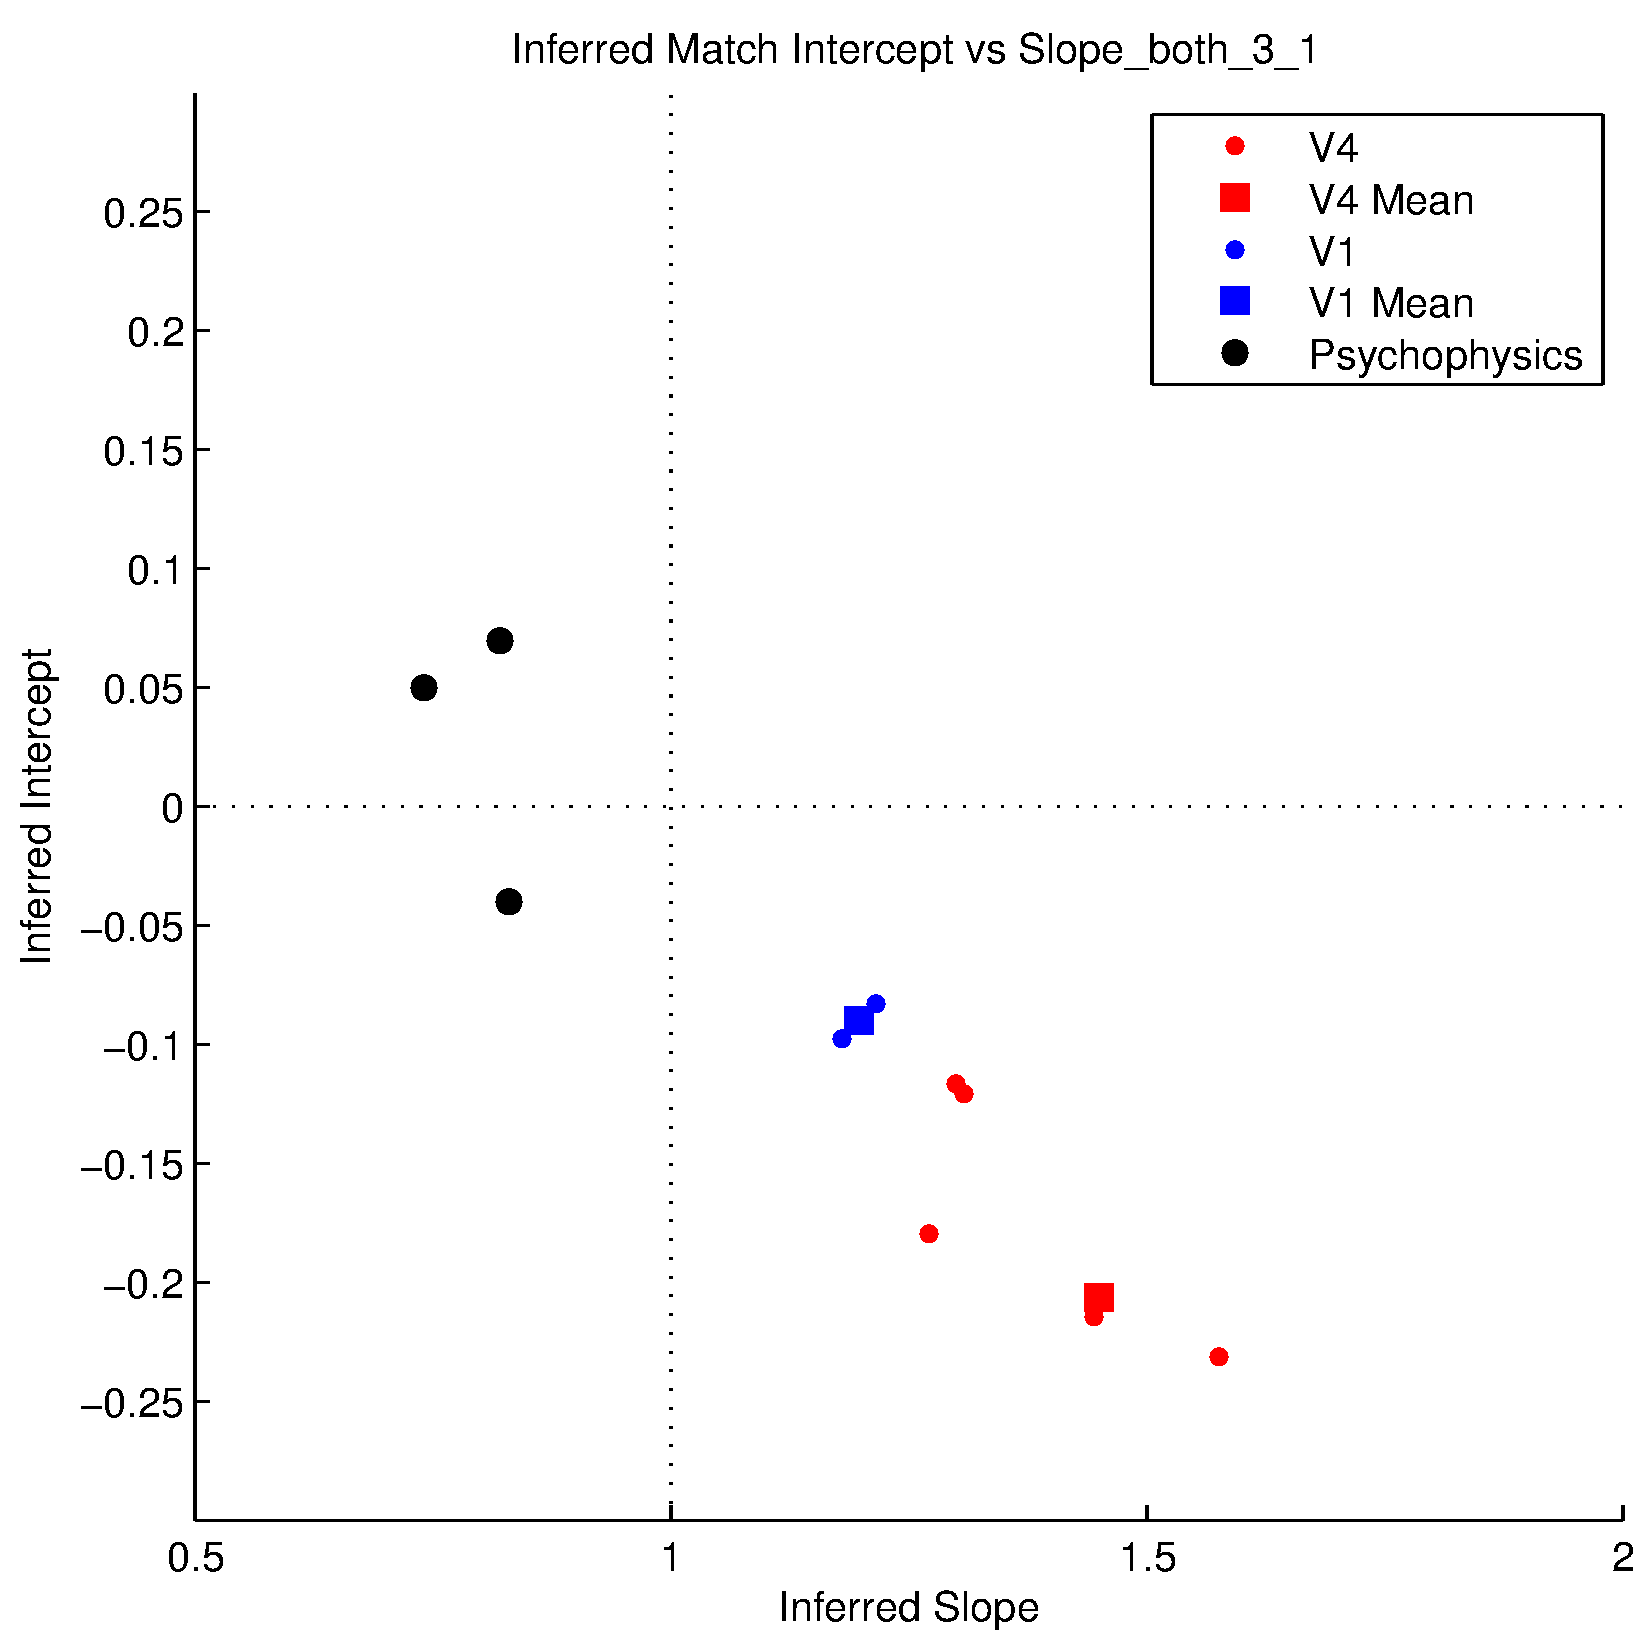 Inferred Match Intercept vs Slope_both_3_1
V4
V4 Mean
V1
V1 Mean
Psychophysics
0.25
0.2
0.15
0.1
0.05
0
−0.05
−0.1
−0.15
−0.2
−0.25
Inferred Intercept
0.5 1 1.5 2
Inferred Slope